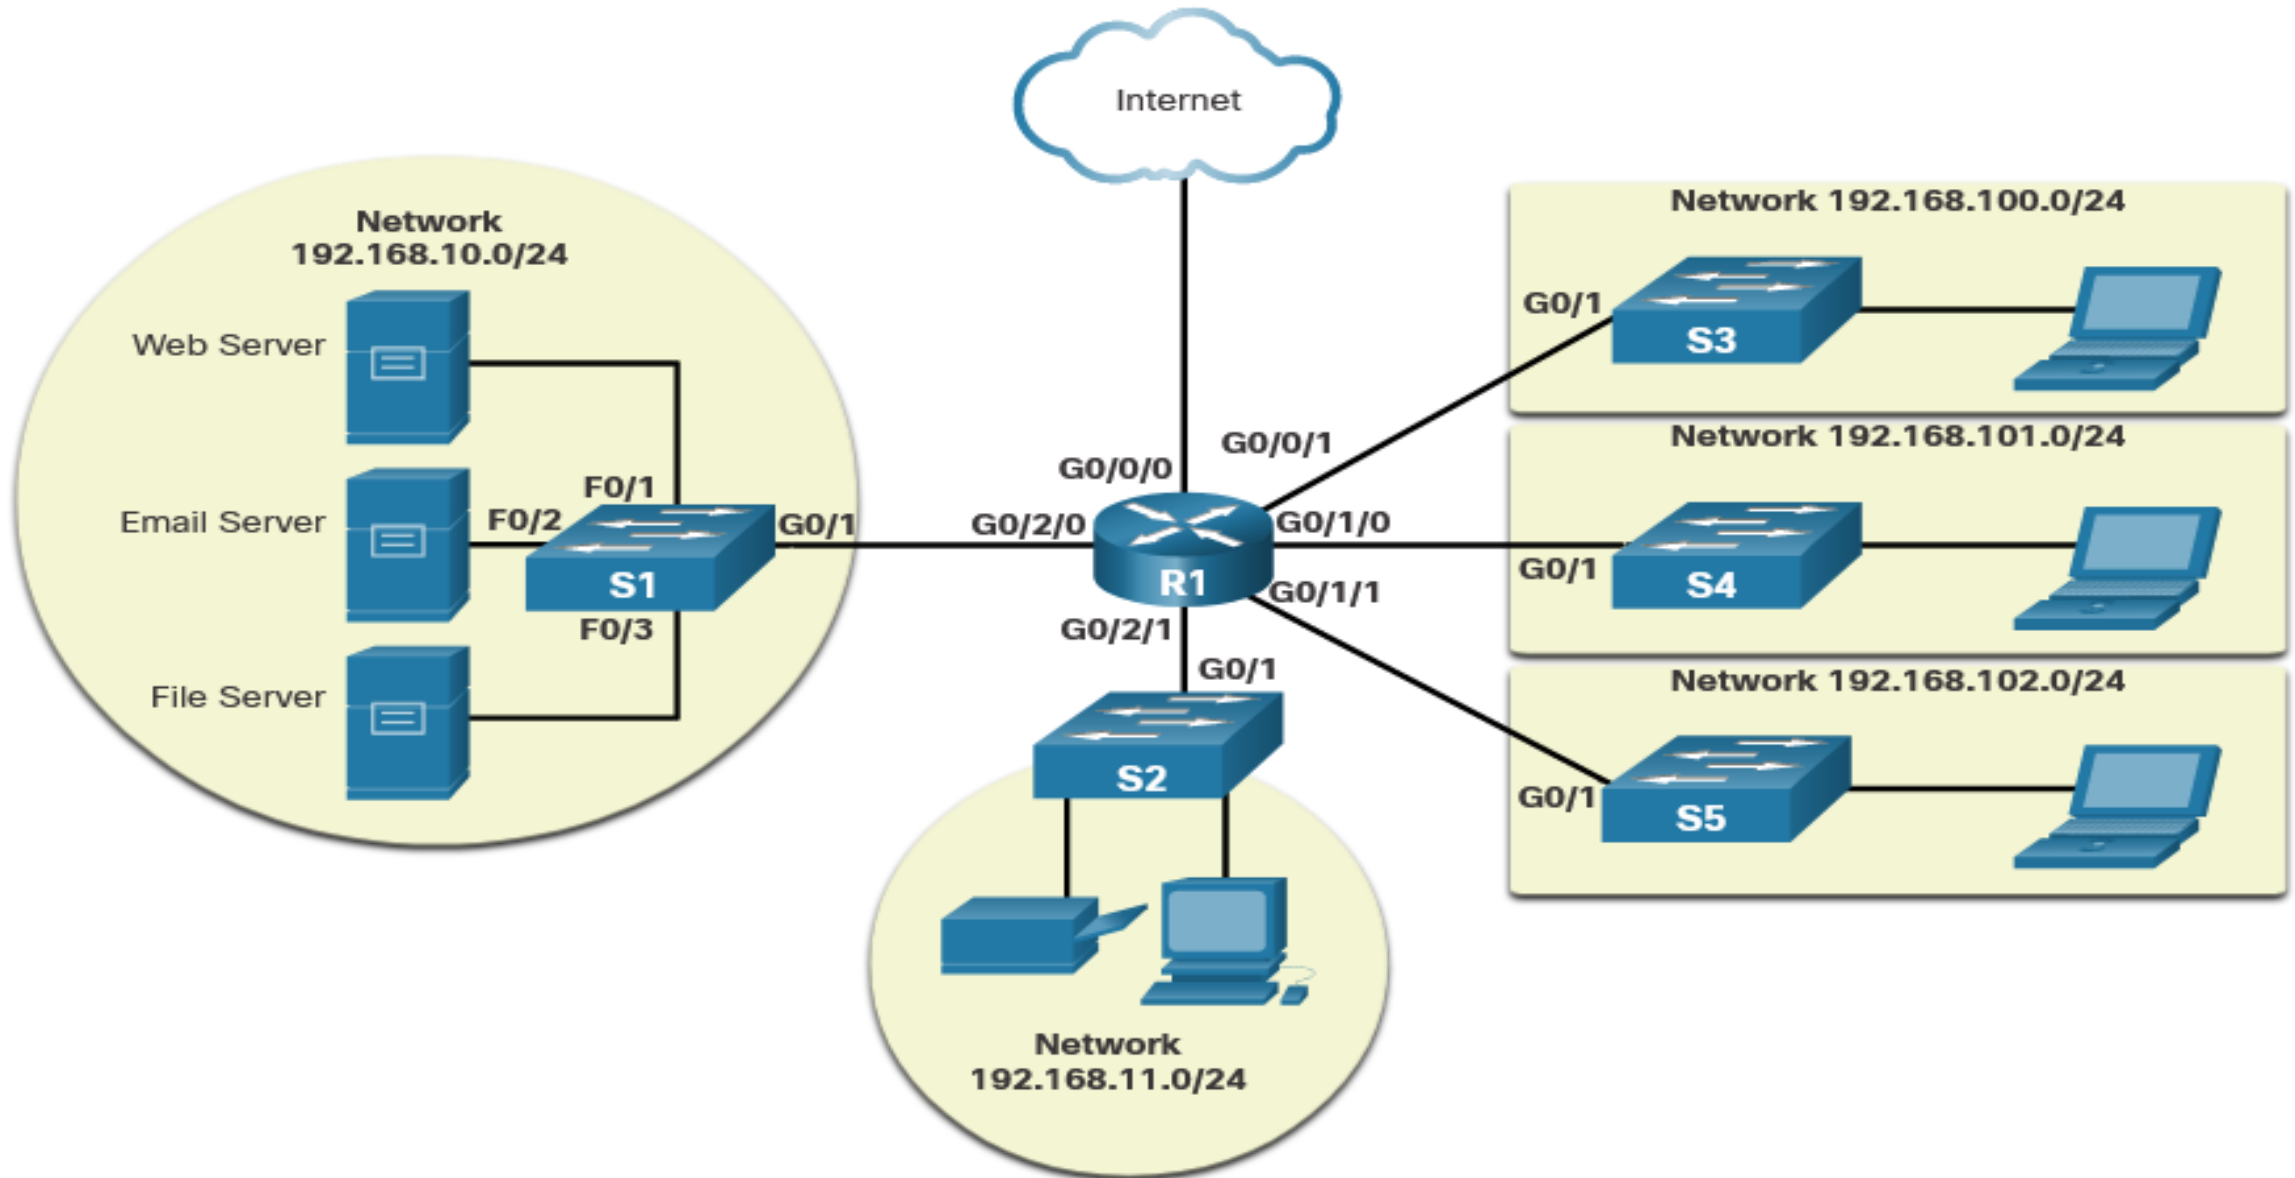 Internet
Network
192.168.10.0/24
Web Server
Email Server
File Server
F0/1
F0/2
S1
F0/3
G0/1
G0/2/0
G0/0/0
G0/0/1
G0/1/0
R1
G0/1/1
G0/2/1
G0/1
S2
Network
192.168.11.0/24
Network 192.168.100.0/24
G0/1
S3
Network 192.168.101.0/24
G0/1
S4
Network 192.168.102.0/24
G0/1
S5